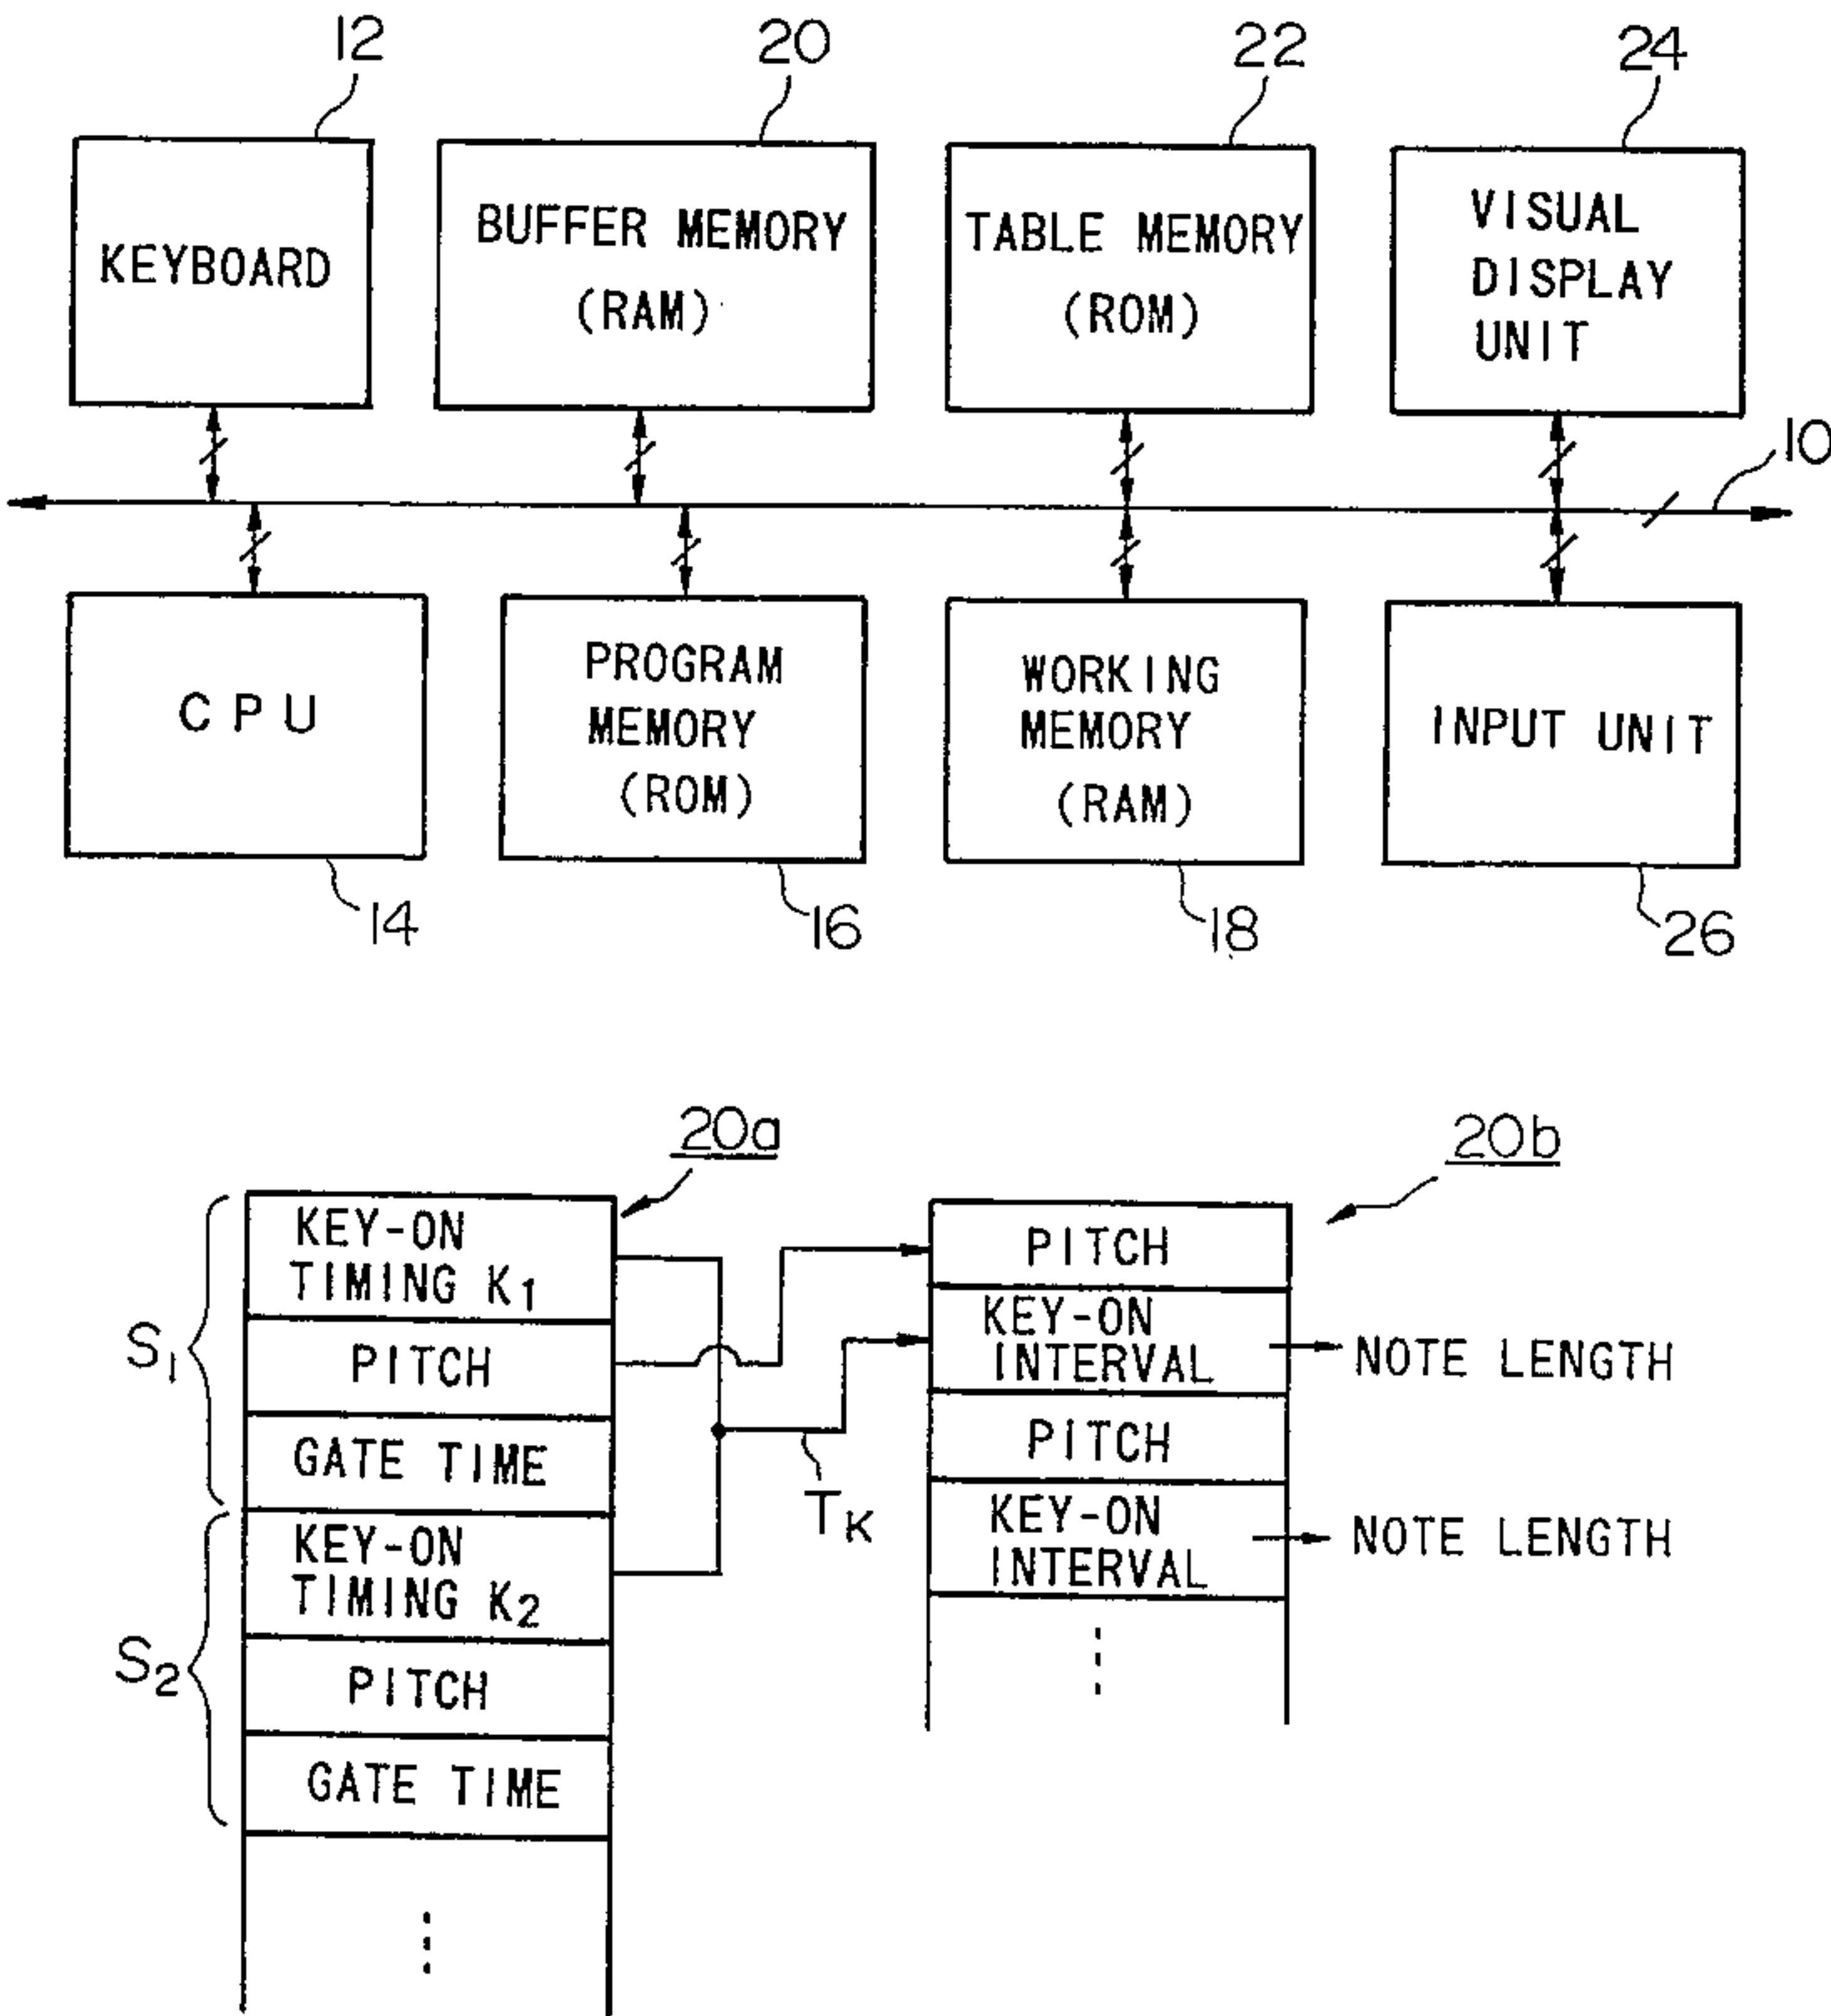 12
20
22
24
KEYBOARD
BUFFER MEMORY
(RAM)
TABLE MEMORY
(ROM)
VISUAL
DISPLAY
UNIT
10
CPU
PROGRAM
MEMORY
(ROM)
WORKING
MEMORY
(RAM)
INPUT UNIT
14
16
18
26
20a
20b
S1
KEY-ON
TIMING K1
PITCH
GATE TIME
S2
KEY-ON
TIMING K2
PITCH
GATE TIME
TK
PITCH
KEY-ON
INTERVAL
NOTE LENGTH
PITCH
KEY-ON
INTERVAL
NOTE LENGTH